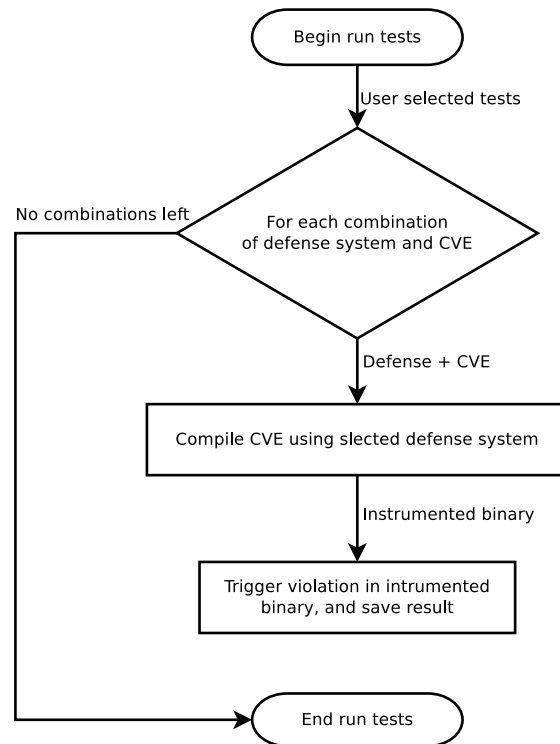 Begin run tests
User selected tests
No combinations left
For each combination
of defense system and CVE
Defense + CVE
Compile CVE using slected defense system
Instrumented binary
Trigger violation in intrumented
binary, and save result
End run tests